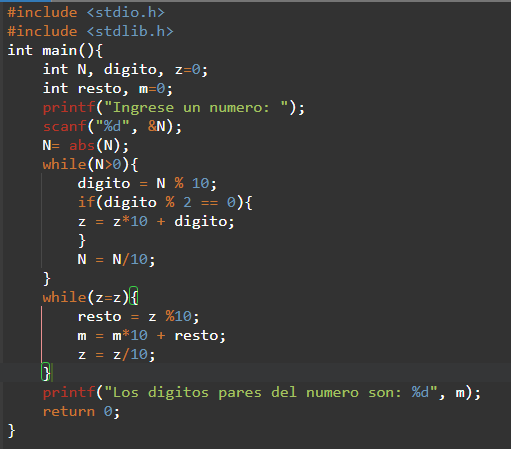 #include <stdio.h>
#include <stdlib.h>
int main(){
    int N, digito, z=0;
    int resto, m=0;
    printf("Ingrese un numero: ");
    scanf("%d", &N);
    N= abs(N);
    while(N>0){
        digito = N % 10;
        if(digito % 2 == 0){
        z = z*10 + digito;
        }
        N = N/10;
    }
    while(z=z){
        resto = z %10;
        m = m*10 + resto;
        z = z/10;
    }
    printf("Los digitos pares del numero son: %d", m);
    return 0;
}